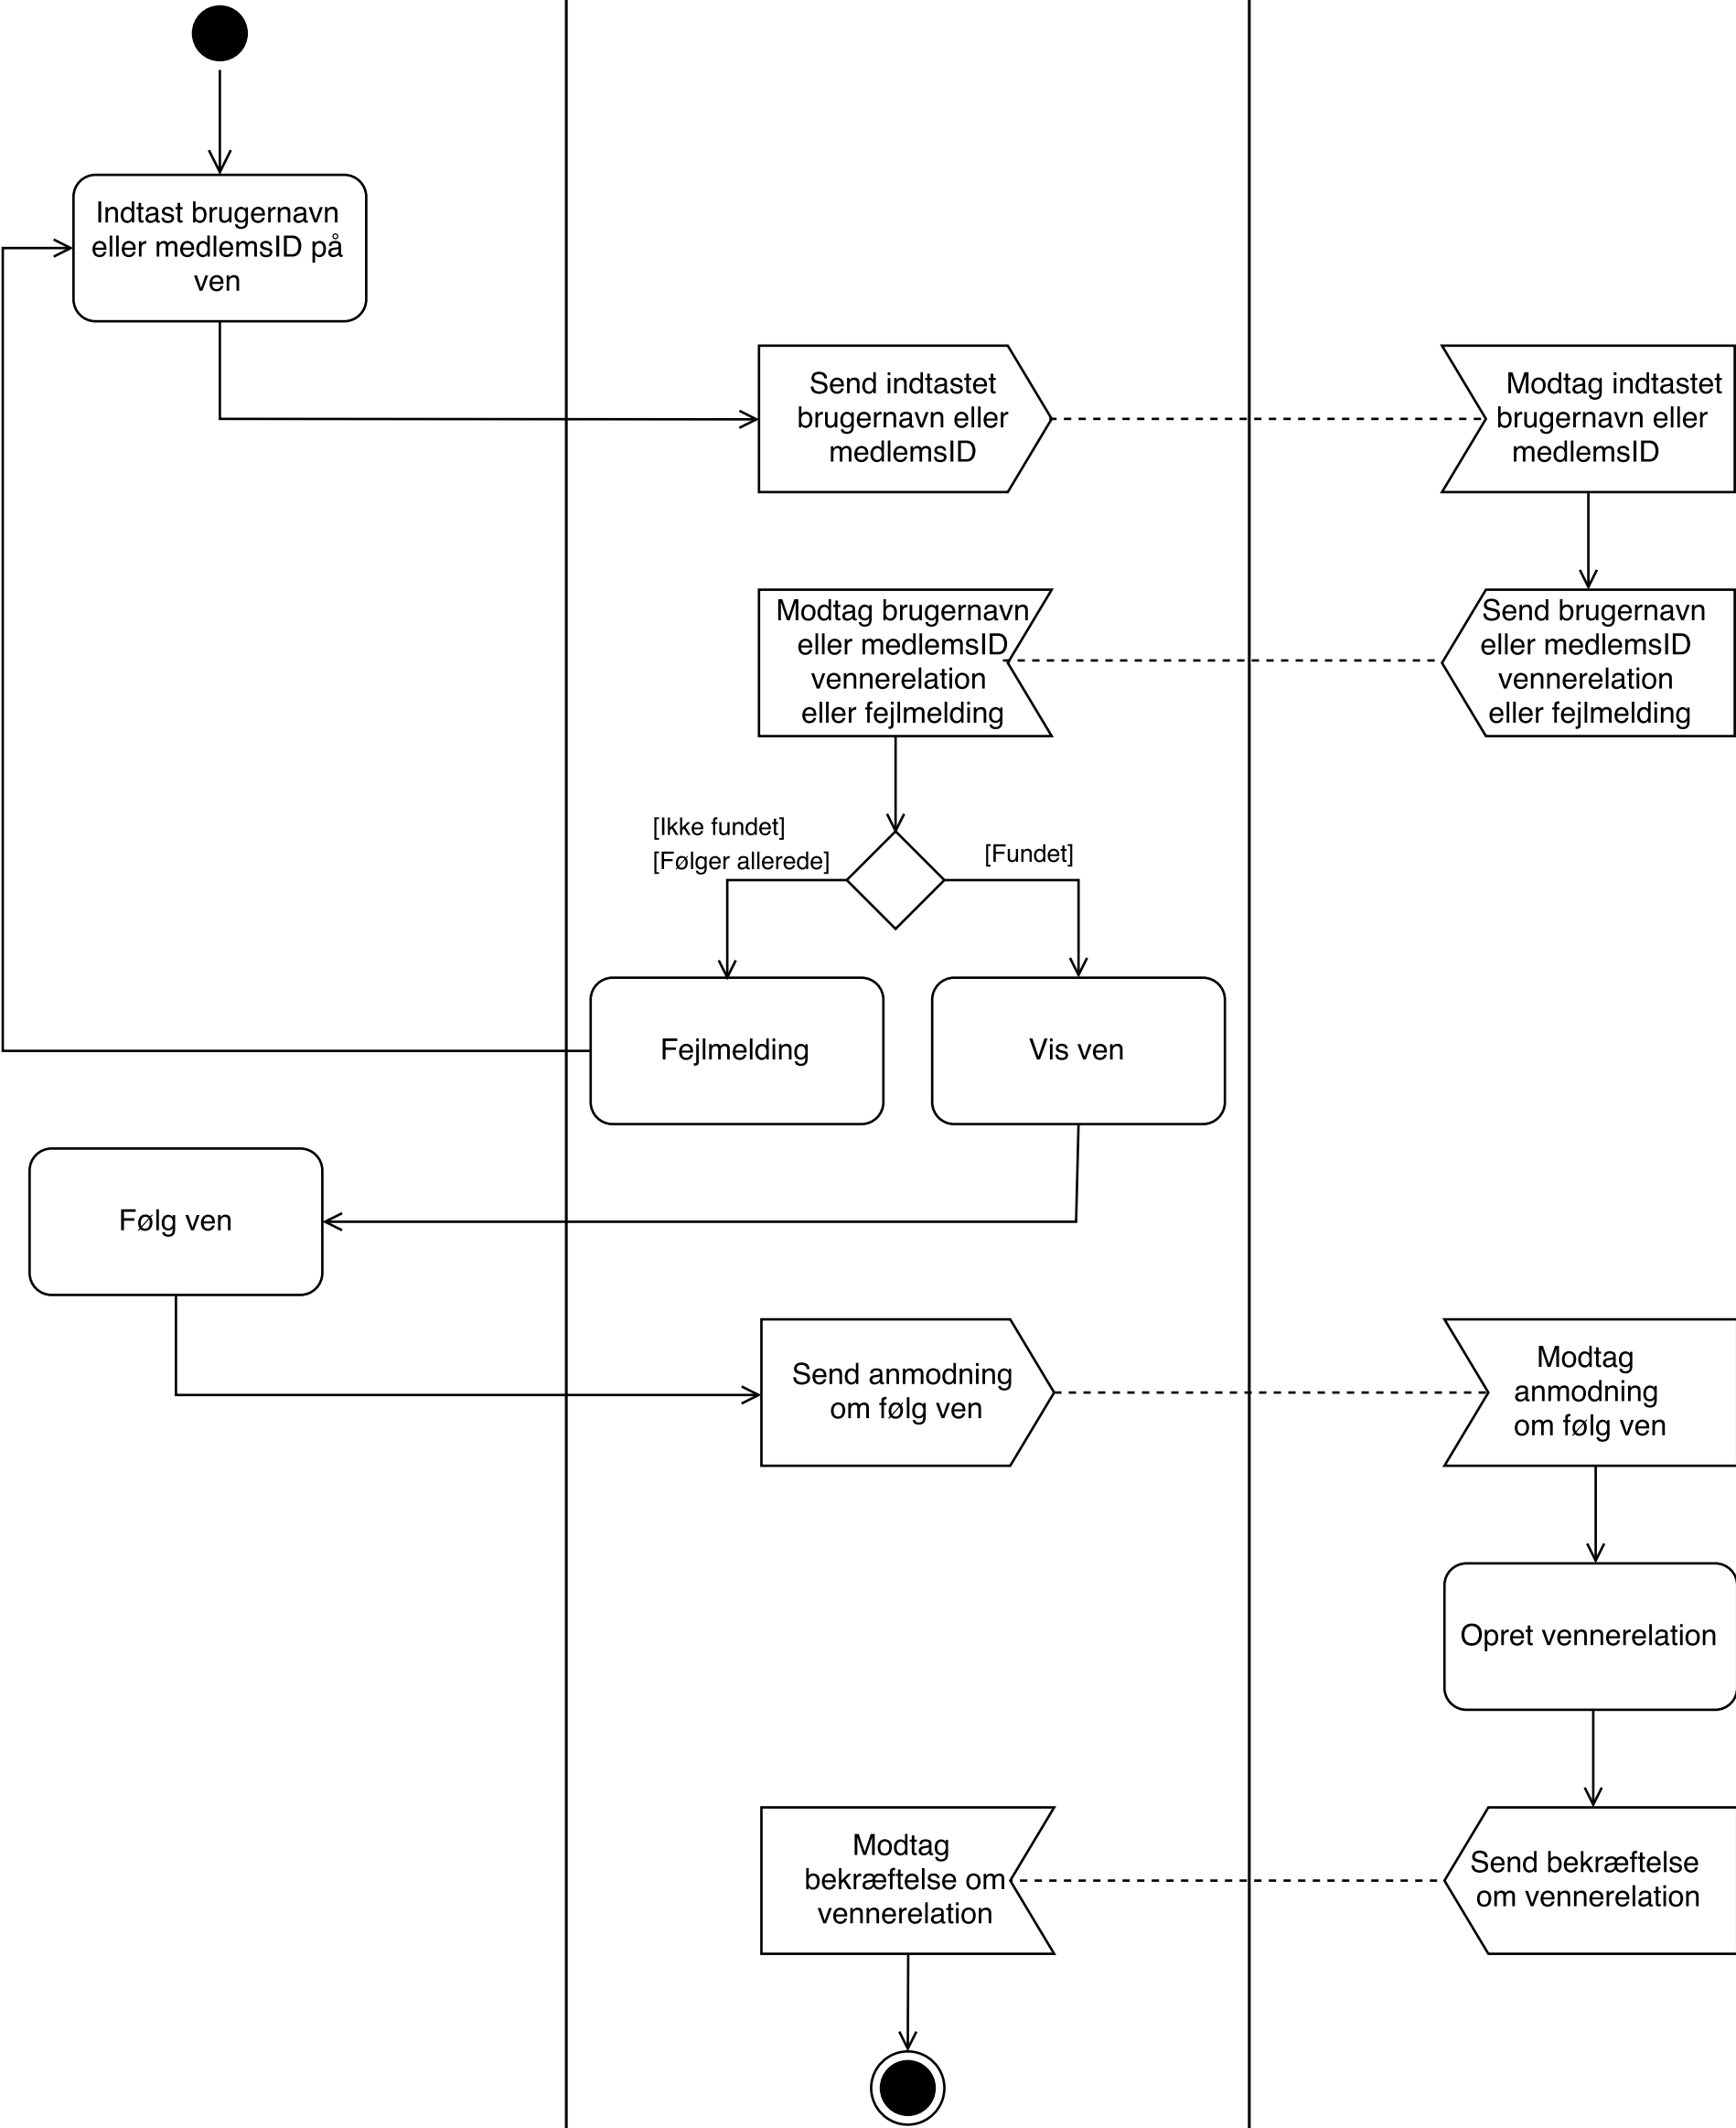 Indtast brugernavn
eller medlemsID på
ven
Send indtastet
brugernavn eller
medlemsID
Modtag indtastet
brugernavn eller
medlemsID
Modtag brugernavn
eller medlemsID
vennerelation
eller fejlmelding
Send brugernavn
eller medlemsID
vennerelation
eller fejlmelding
[Ikke fundet]
[Følger allerede]
[Fundet]
Fejlmelding
Vis ven
Følg ven
Send anmodning
om følg ven
Modtag
anmodning
om følg ven
Opret vennerelation
Modtag
bekræftelse om
vennerelation
Send bekræftelse
om vennerelation